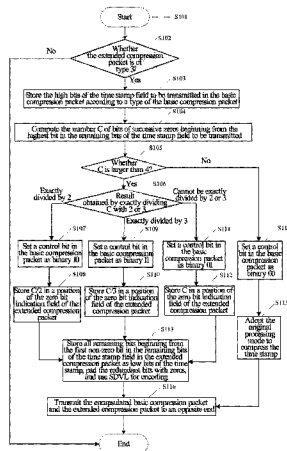 Start
S101
S102
Whether
the extended compression
packet is of
type 3?
No
Yes
S103
Store the high bits of the time stamp field to be transmitted in the basic
compression packet according to a type of the basic compression packet
S104
Compute the number C of bits of successive zeros beginning from the
highest bit in the remaining bits of the time stamp field to be transmitted
S105
Whether
C is larger than 4?
No
Yes
S106
Exactly
divided by 2
Result
obtained by exactly dividing
C with 2 or 3
Cannot be exactly
divided by 2 or 3
Exactly divided by 3
S107
S109
S111
Set a control bit in
the basic compression
packet as binary 10
Set a control bit in
the basic compression
packet as binary 11
Set a control bit in
the basic
compression packet
as binary 01
Set a control bit
in the basic
compression
packet as binary 00
S108
S110
S112
Store C/2 in a position
of the zero bit
indication field of the
extended compression
packet
Store C/3 in a position
of the zero bit
indication field of the
extended compression
packet
Store C in a position
of the zero bit indication
field of the extended
compression packet
Adopt the
original
processing
mode to
compress the
time stamp
S113
Store all remaining bits beginning from
the first non-zero bit in the remaining bits
of the time stamp field in the extended
compression packet as low bits of the time
stamp, pad the redundant bits with zeros,
and use SDVL for encoding
Transmit the encapsulated basic compression packet
and the extended compression packet to an opposite end
End